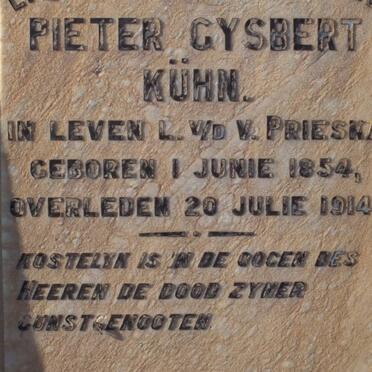 PIETER GYSBERT
KÜHN.
IN LEVEN L. V/D V. PRIESKA
GEBOREN 1 JUNIE 1854,
OVERLEDEN 20 JULIE 1914
KOSTELYK IS 'N DE OOGEN DES
HEEREN DE DOOD ZYNER
GUNSTGENOOTEN